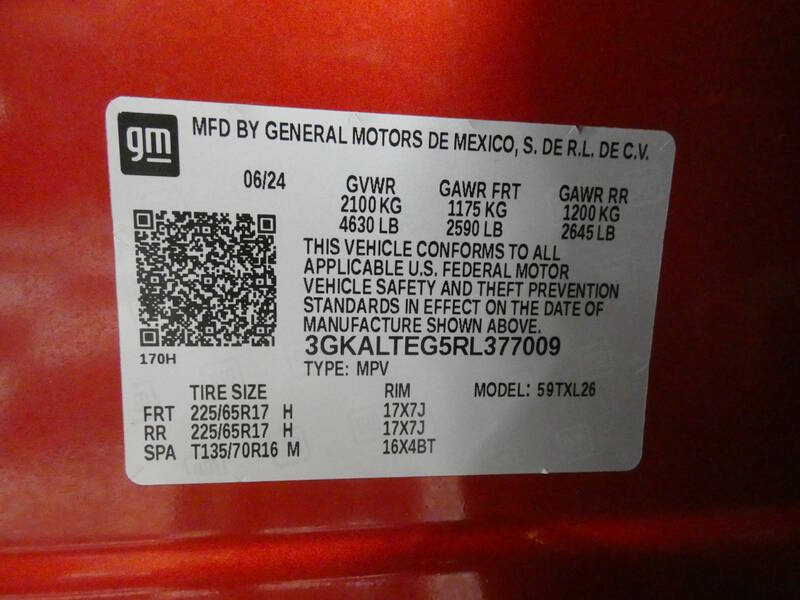 gm
MFD BY GENERAL MOTORS DE MEXICO, S. DE R.L. DE C.V.
06/24 GVWR GAWR FRT GAWR RR
2100 KG 1175 KG 1200 KG
4630 LB 2590 LB 2645 LB
THIS VEHICLE CONFORMS TO ALL
APPLICABLE U.S. FEDERAL MOTOR
VEHICLE SAFETY AND THEFT PREVENTION
STANDARDS IN EFFECT ON THE DATE OF
MANUFACTURE SHOWN ABOVE.
3GKALTEG5RL377009
170H
TYPE: MPV MODEL: 59TXL26
TIRE SIZE RIM
FRT 225/65R17 H 17X7J
RR 225/65R17 H 17X7J
SPA T135/70R16 M 16X4BT